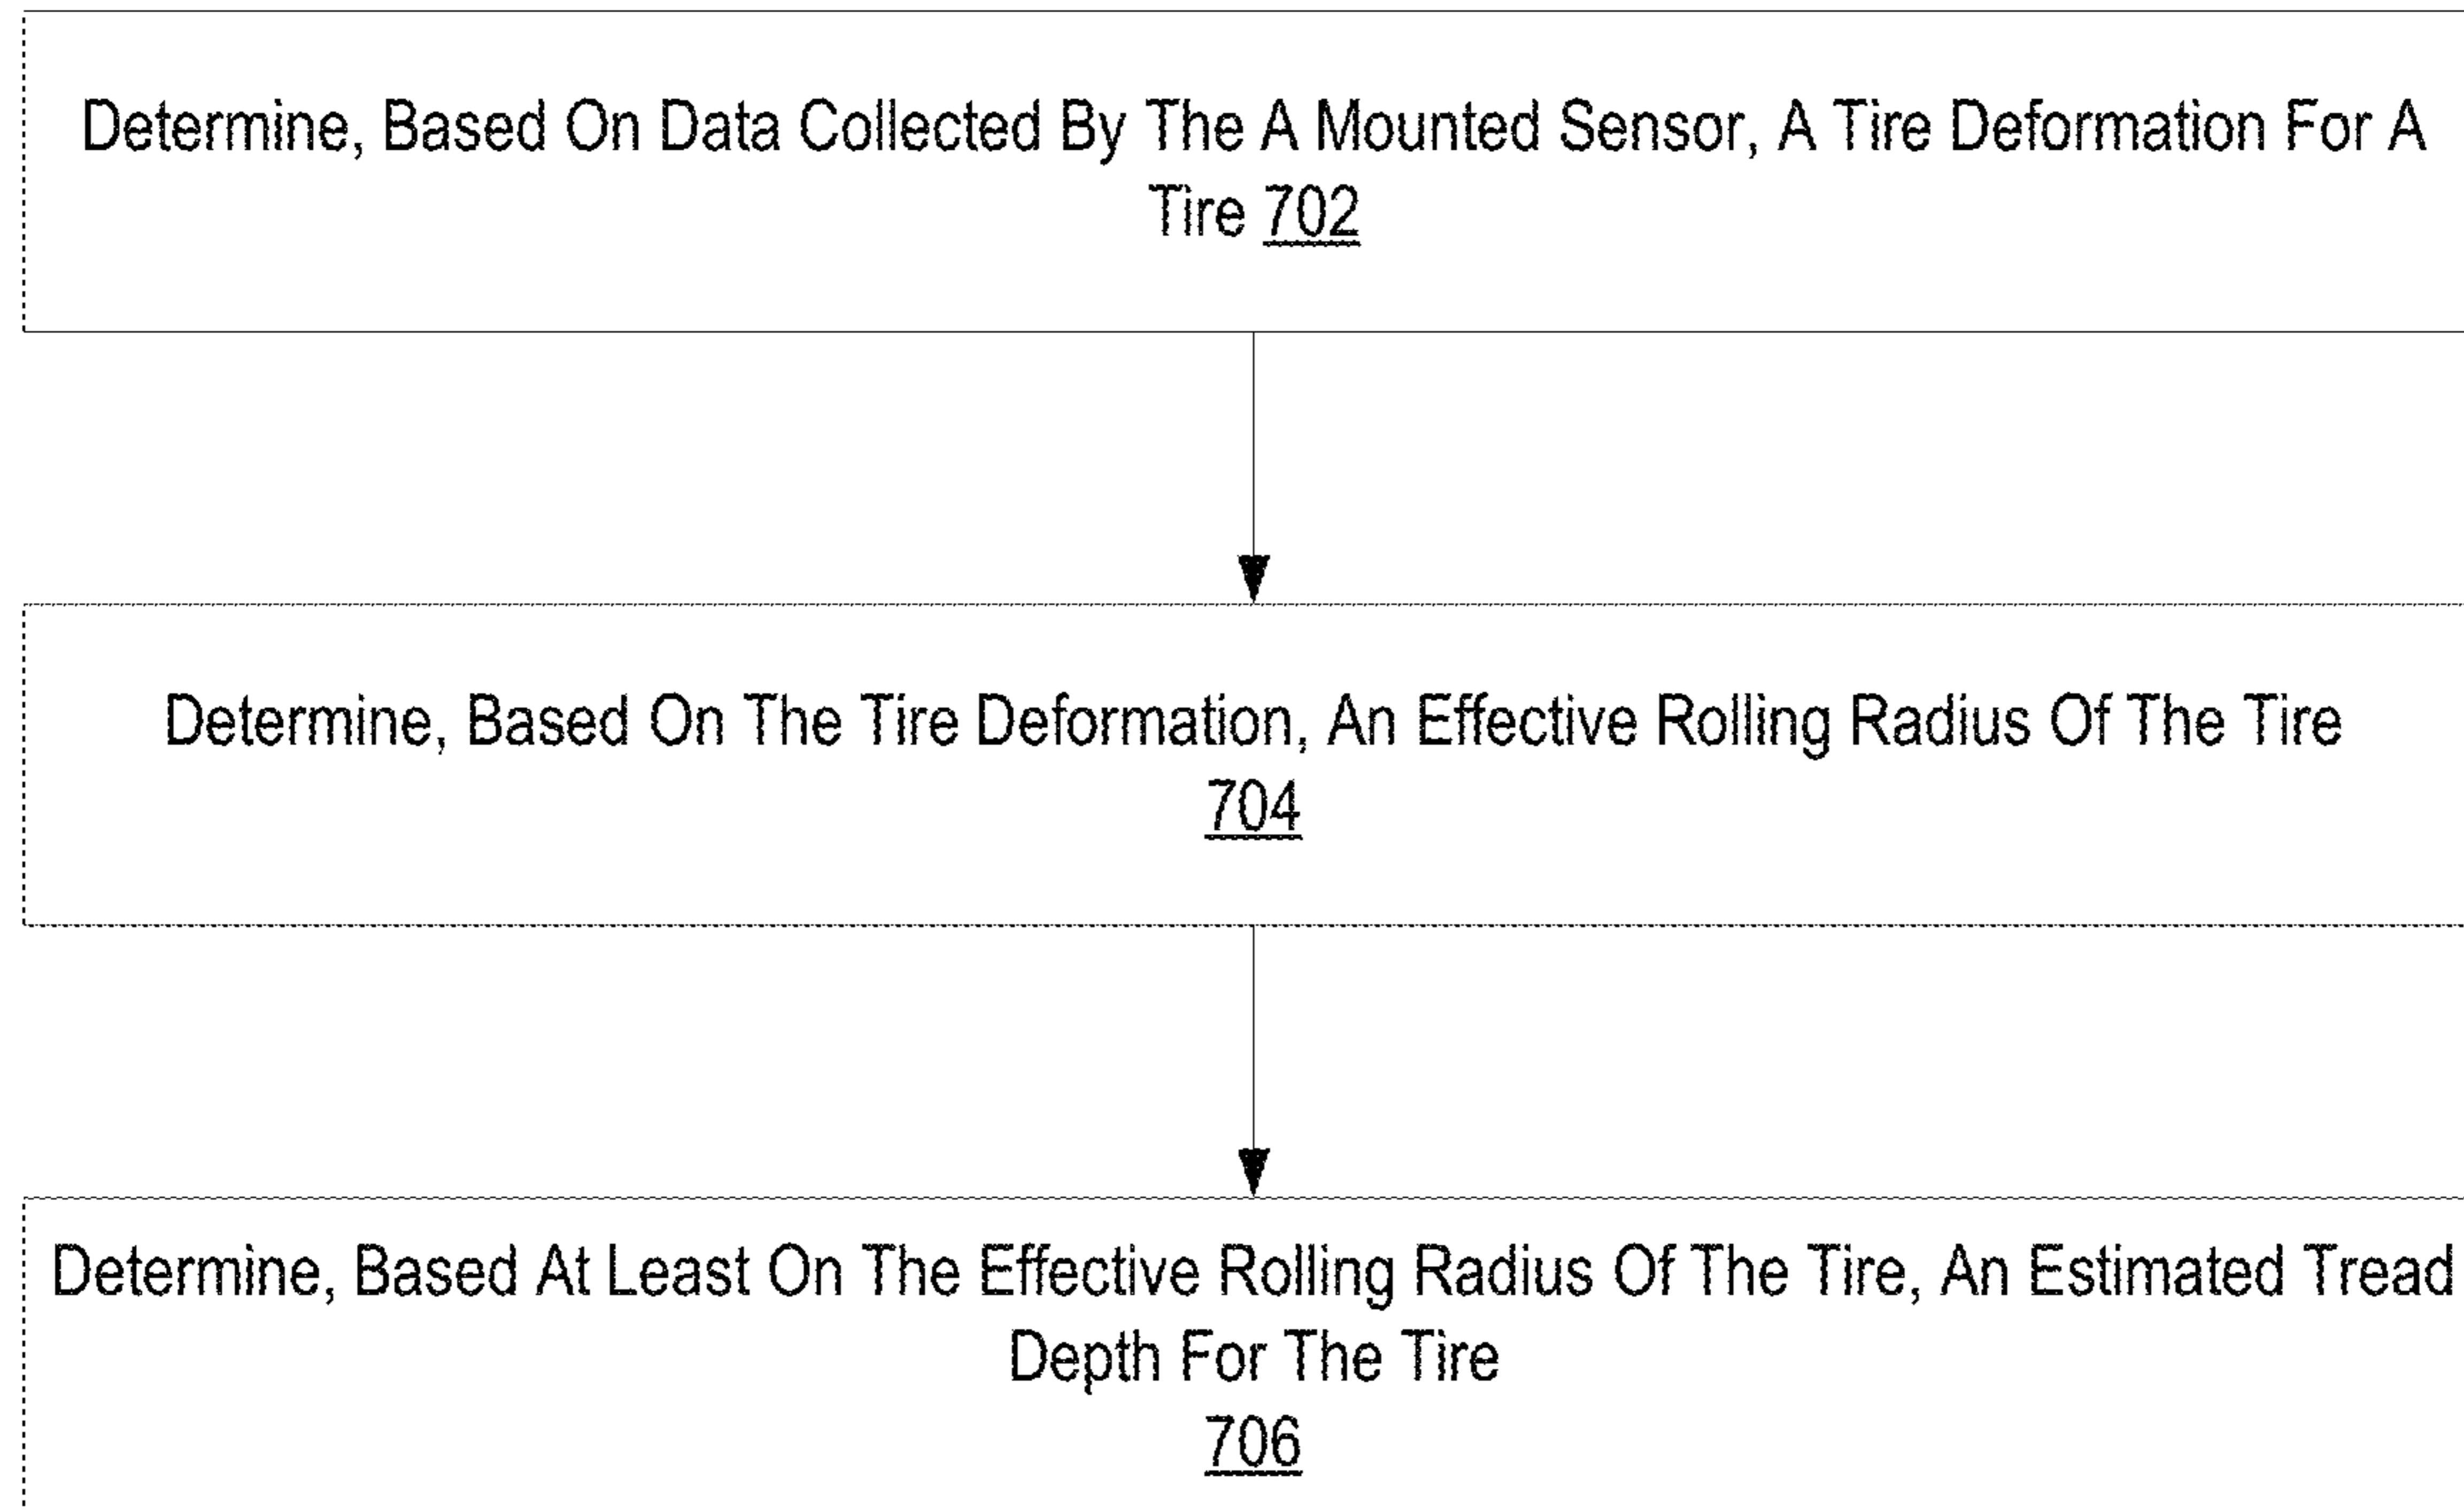 Determine, Based On Data Collected By The A Mounted Sensor, A Tire Deformation For A
Tire 702
Determine, Based On The Tire Deformation, An Effective Rolling Radius Of The Tire
704
Determine, Based At Least On The Effective Rolling Radius Of The Tire, An Estimated Tread
Depth For The Tire
706